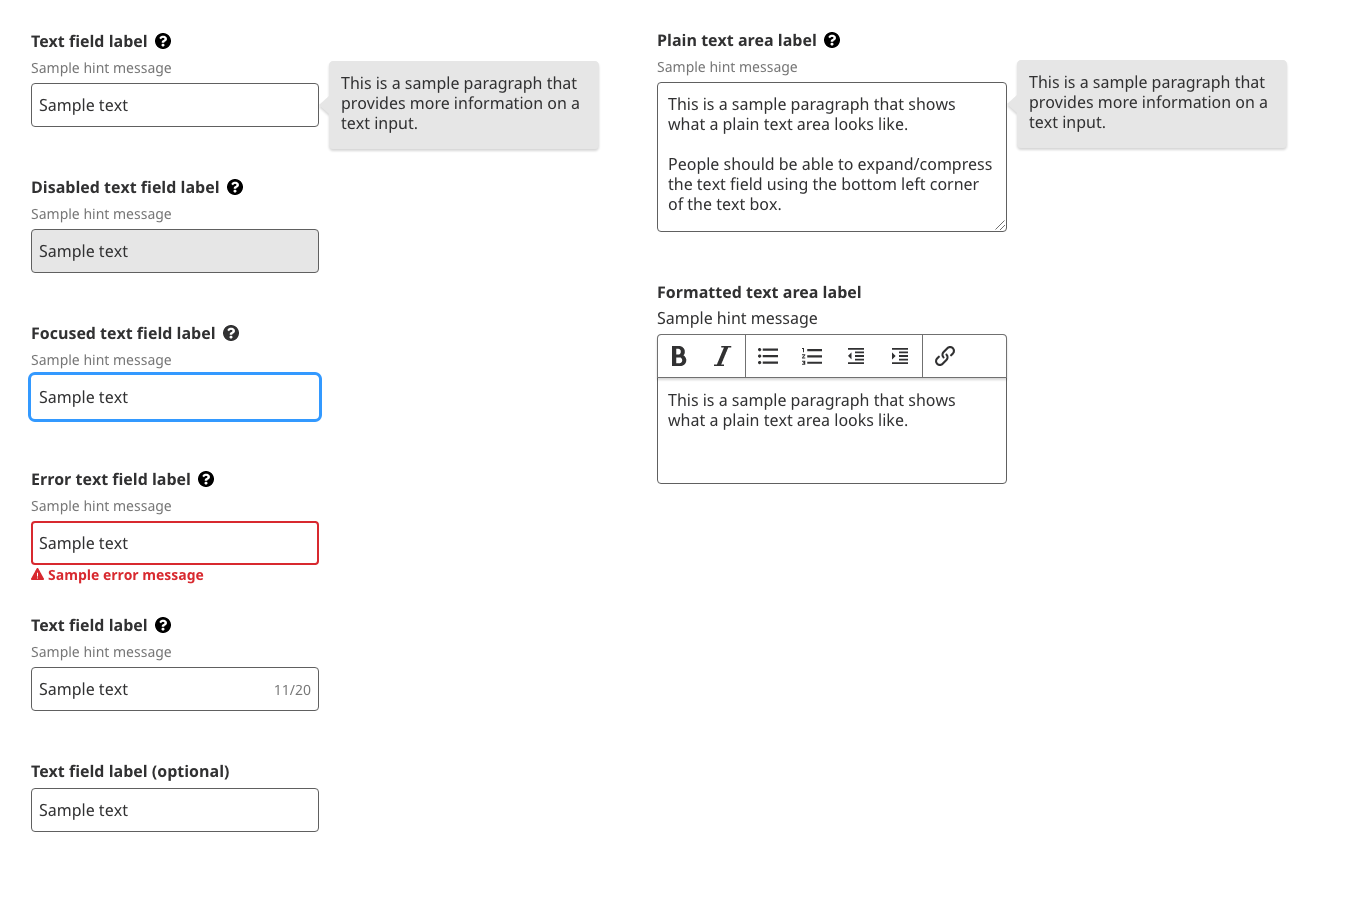 Text field label
Sample hint message
Sample text
This is a sample paragraph that
provides more information on a
text input.
Disabled text field label
Sample hint message
Sample text
Focused text field label
Sample hint message
Sample text
Error text field label
Sample hint message
Sample text
Sample error message
Text field label
Sample hint message
Sample text 11/20
Text field label (optional)
Sample text
Plain text area label
Sample hint message
This is a sample paragraph that shows
what a plain text area looks like.
People should be able to expand/compress
the text field using the bottom left corner
of the text box.
This is a sample paragraph that
provides more information on a
text input.
Formatted text area label
Sample hint message
B I
This is a sample paragraph that shows
what a plain text area looks like.